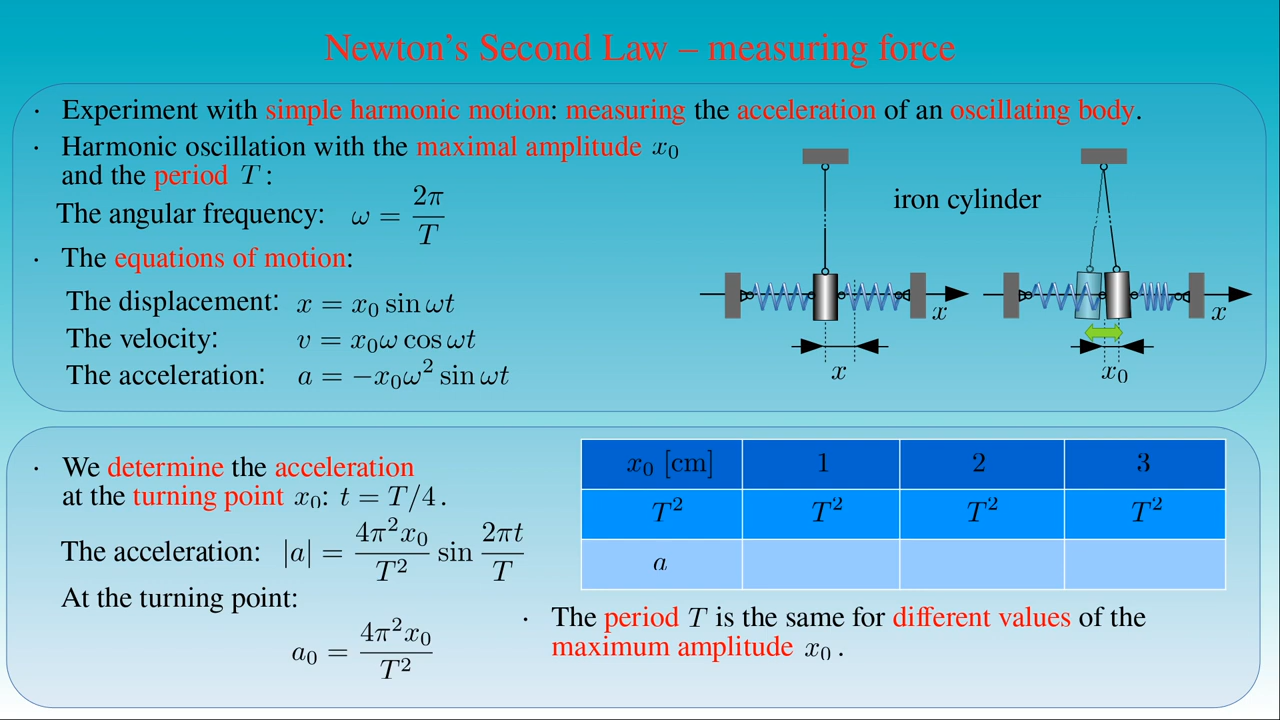 Newton's Second Law – measuring force
· Experiment with simple harmonic motion: measuring the acceleration of an oscillating body.
· Harmonic oscillation with the maximal amplitude x₀
and the period T :
The angular frequency: ω = 2π/T
· The equations of motion:
The displacement: x = x₀ sin ωt
The velocity: v = x₀ω cos ωt
The acceleration: a = −x₀ω² sin ωt
iron cylinder
x
x
x
x₀
· We determine the acceleration
at the turning point x₀: t = T/4 .
The acceleration: |a| = 4π²x₀/T² sin 2πt/T
At the turning point:
a₀ = 4π²x₀/T²
x₀ [cm] 1 2 3
T² T² T² T²
a
· The period T is the same for different values of the
maximum amplitude x₀ .